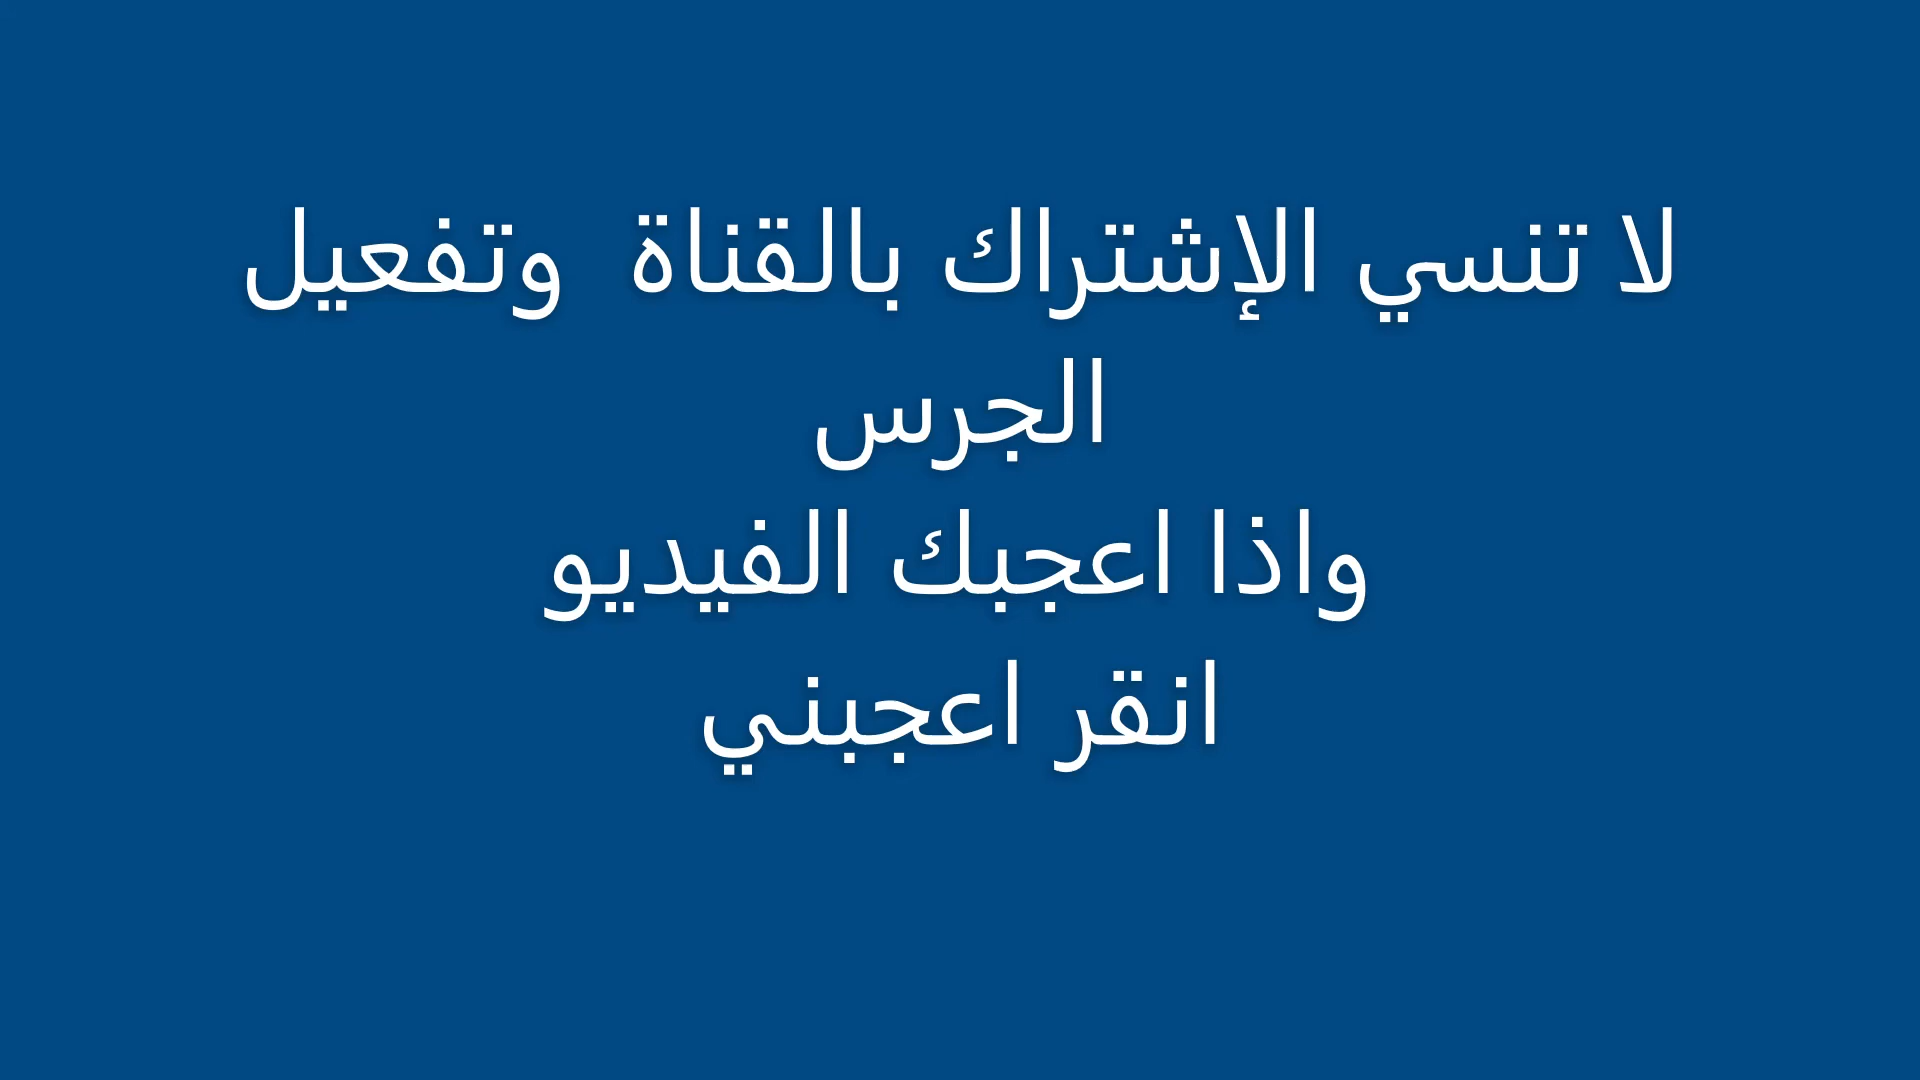 لا تنسي الإشتراك بالقناة  وتفعيل
الجرس
واذا اعجبك الفيديو
انقر اعجبني